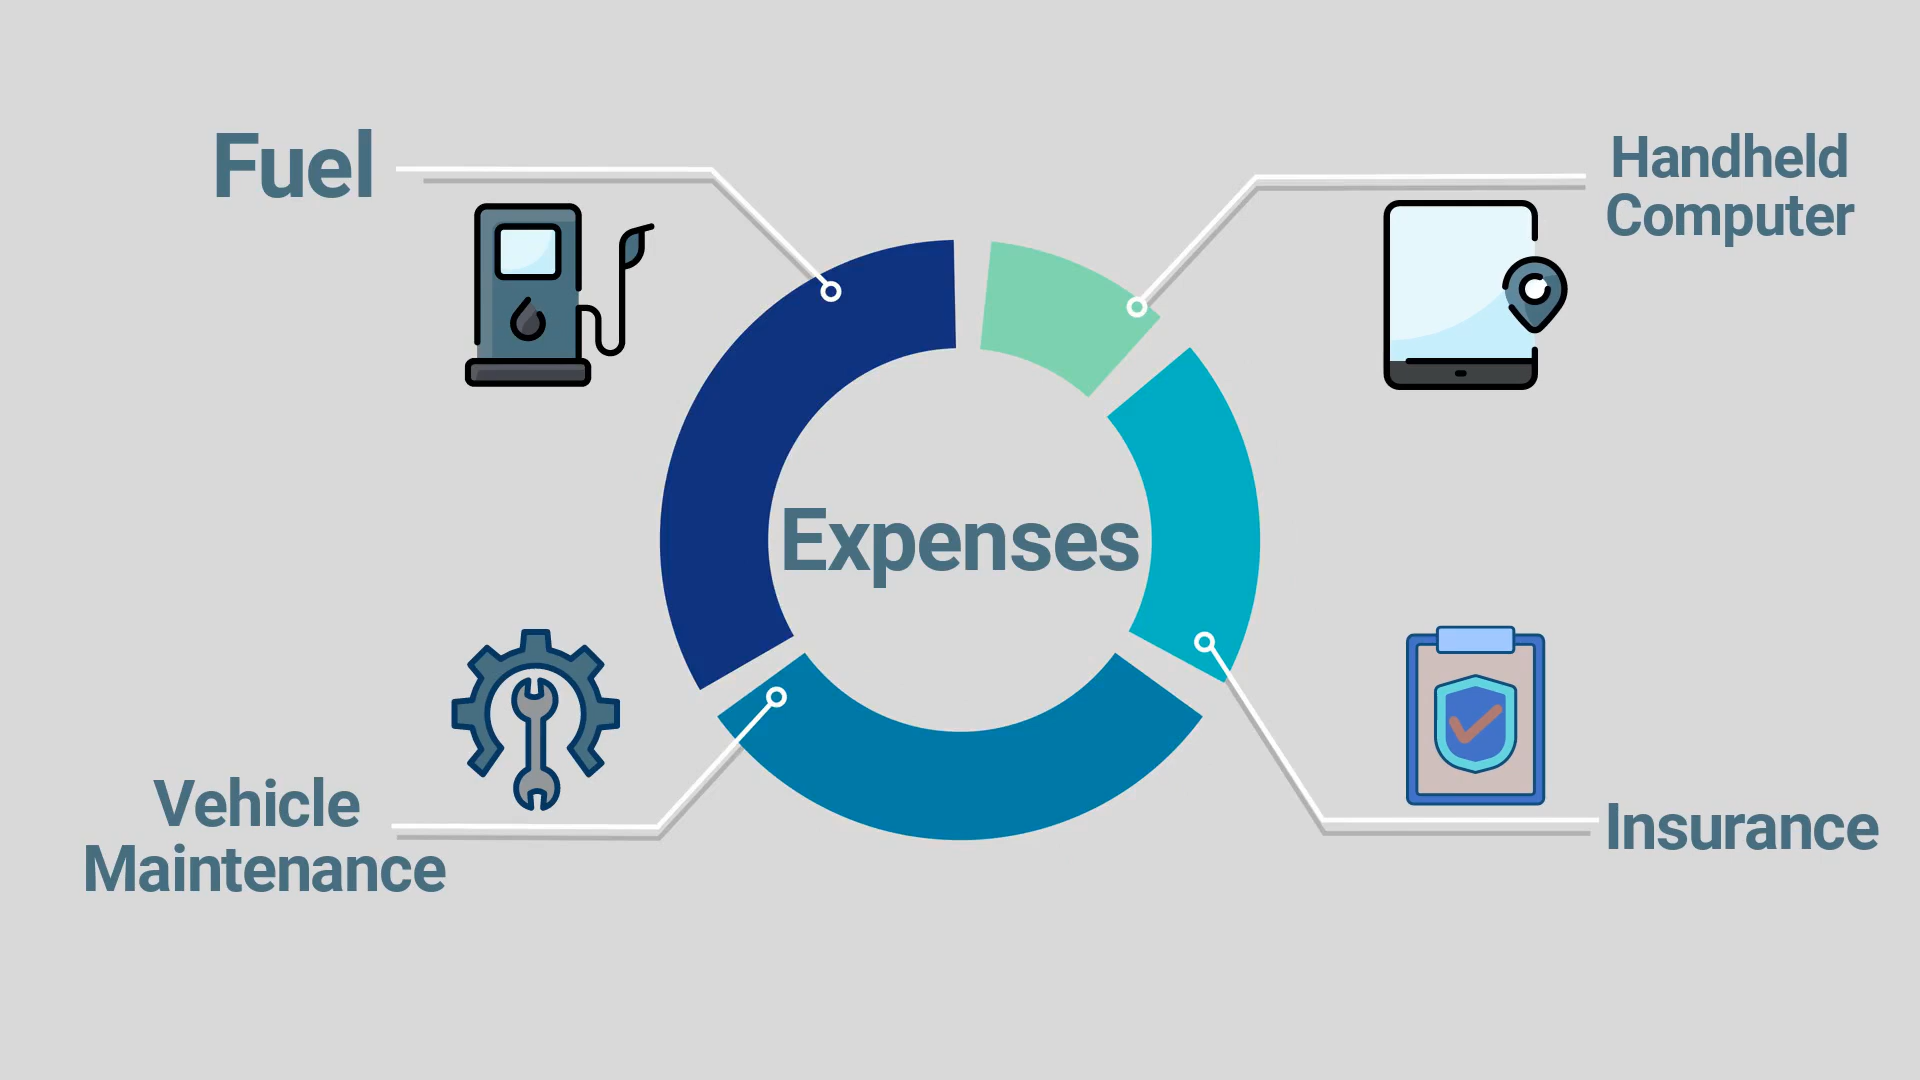 Fuel
Handheld
Computer
Expenses
Vehicle
Maintenance
Insurance